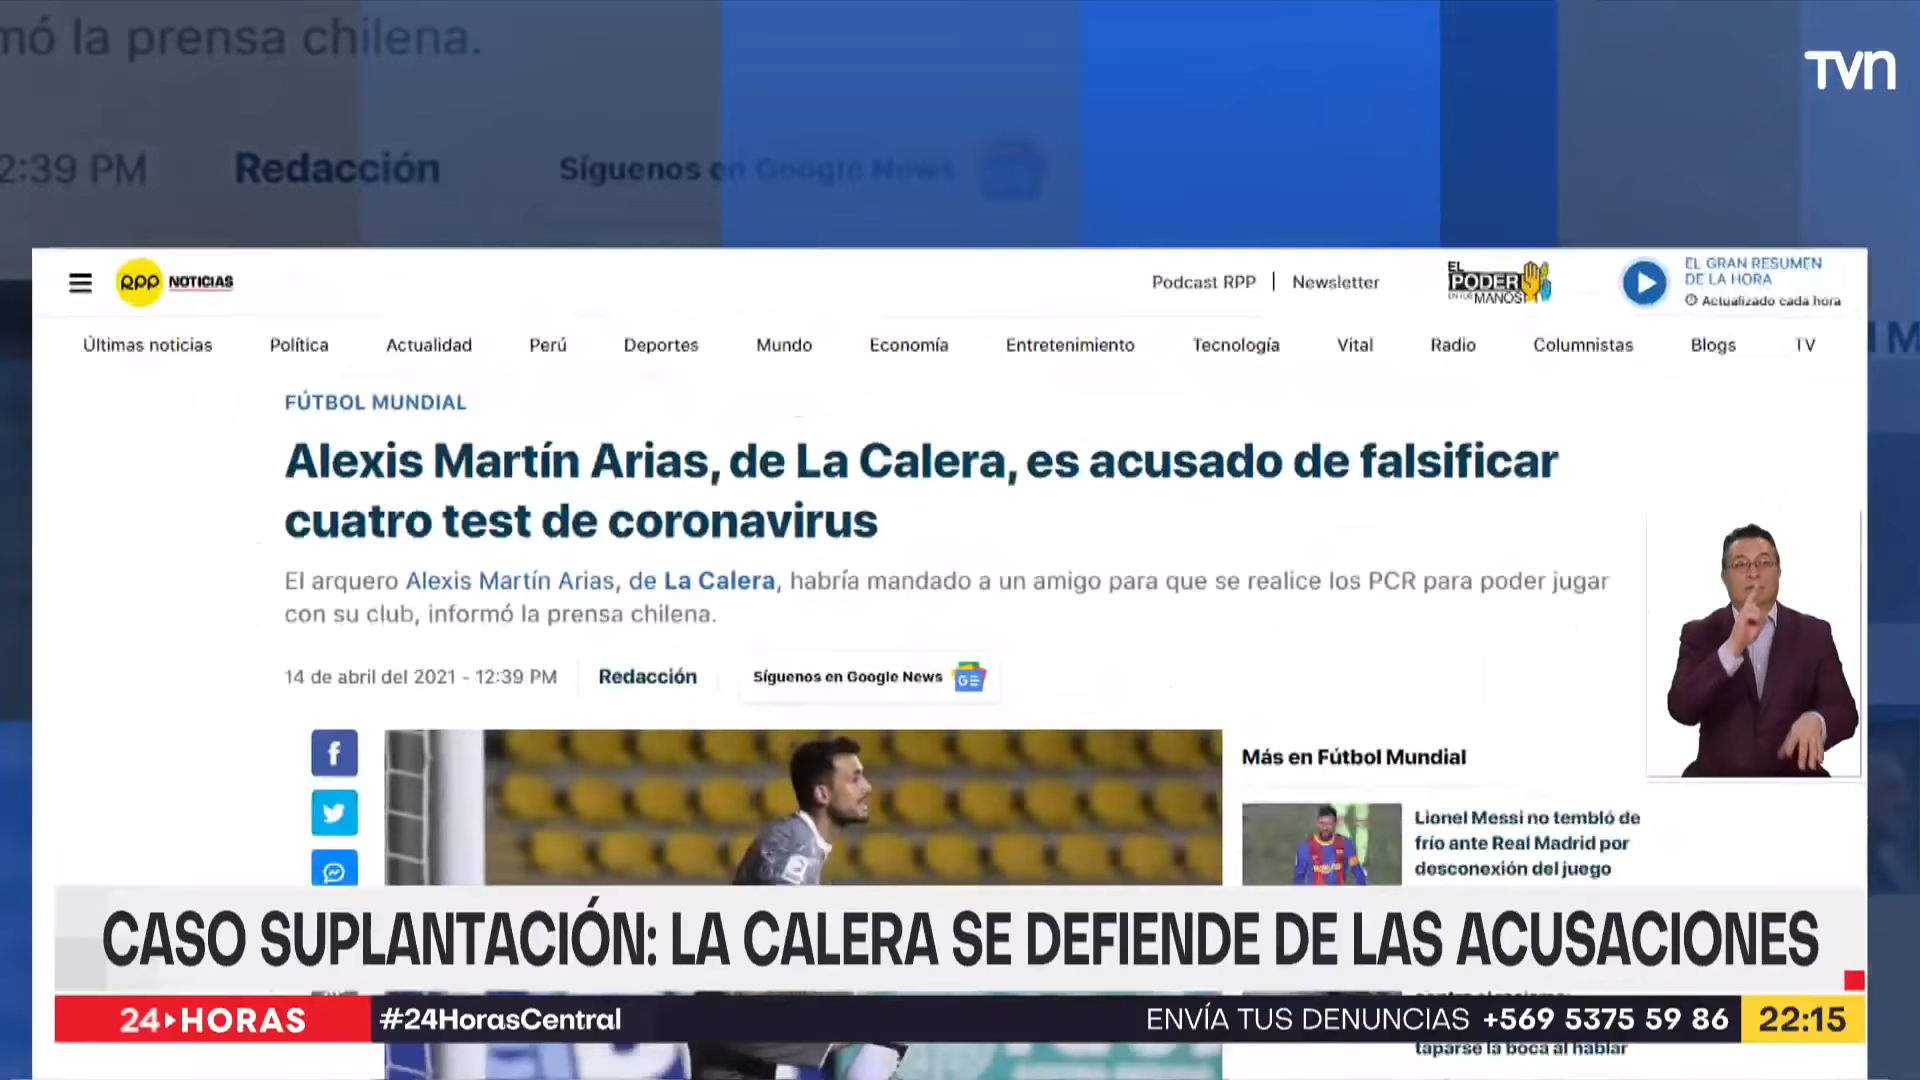 mó la prensa chilena.
TVN
2:39 PM
Redacción
Síguenos en Google News
RPP NOTICIAS
Podcast RPP
Newsletter
EL PODER EN TUS MANOS
EL GRAN RESUMEN
DE LA HORA
Actualizado cada hora
Últimas noticias
Política
Actualidad
Perú
Deportes
Mundo
Economía
Entretenimiento
Tecnología
Vital
Radio
Columnistas
Blogs
TV
FÚTBOL MUNDIAL
Alexis Martín Arias, de La Calera, es acusado de falsificar
cuatro test de coronavirus
El arquero Alexis Martín Arias, de La Calera, habría mandado a un amigo para que se realice los PCR para poder jugar
con su club, informó la prensa chilena.
14 de abril del 2021 - 12:39 PM
Redacción
Síguenos en Google News
Más en Fútbol Mundial
Lionel Messi no tembló de
frío ante Real Madrid por
desconexión del juego
CASO SUPLANTACIÓN: LA CALERA SE DEFIENDE DE LAS ACUSACIONES
24 HORAS
#24HorasCentral
ENVÍA TUS DENUNCIAS +569 5375 59 86
22:15
taparse la boca al hablar